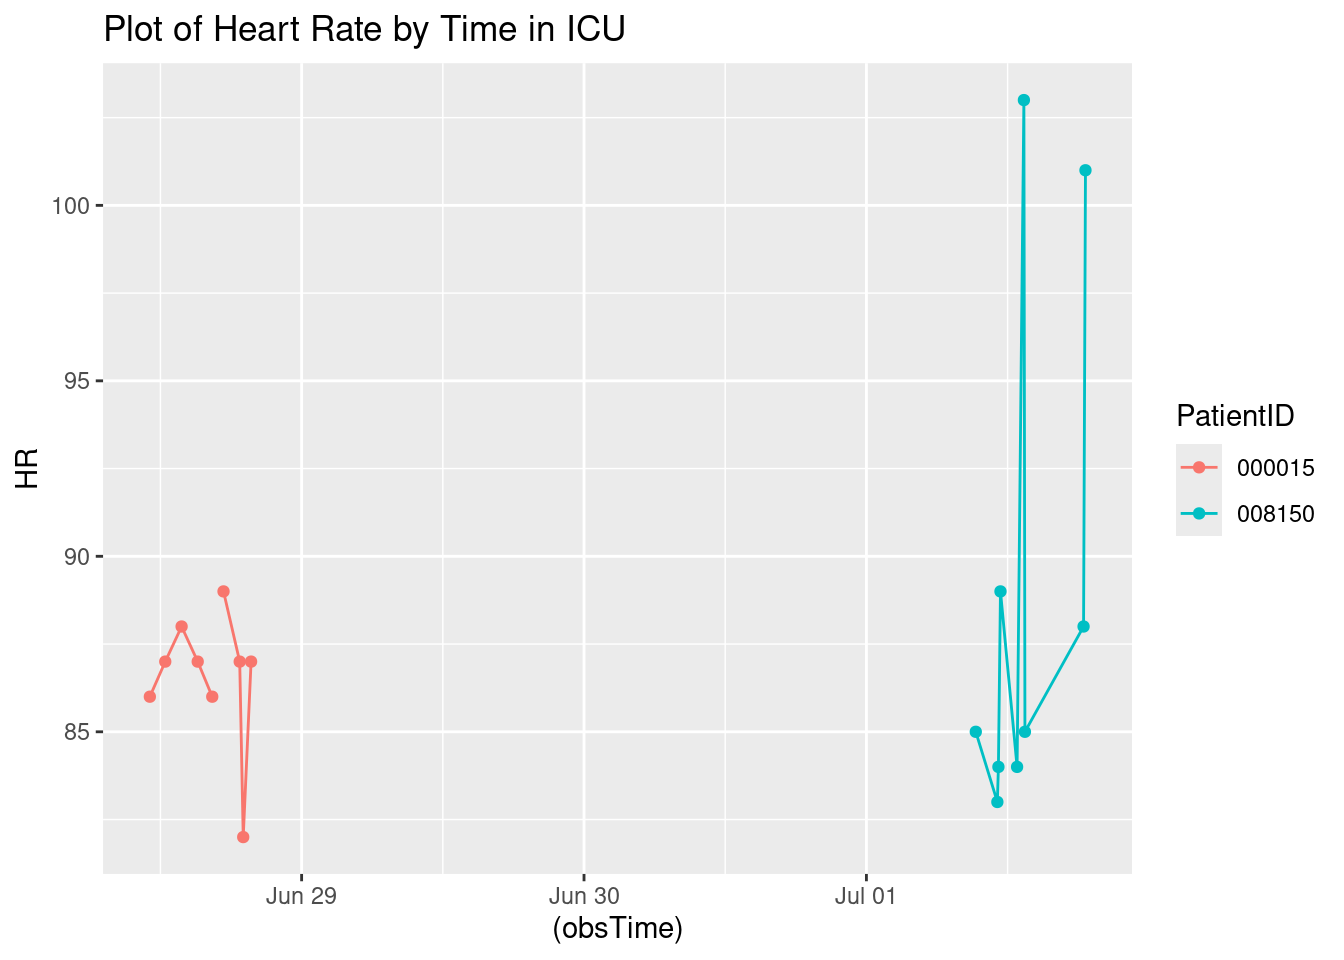 Plot of Heart Rate by Time in ICU
100
95
90
85
HR
Jun 29
Jun 30
Jul 01
(obsTime)
PatientID
000015
008150